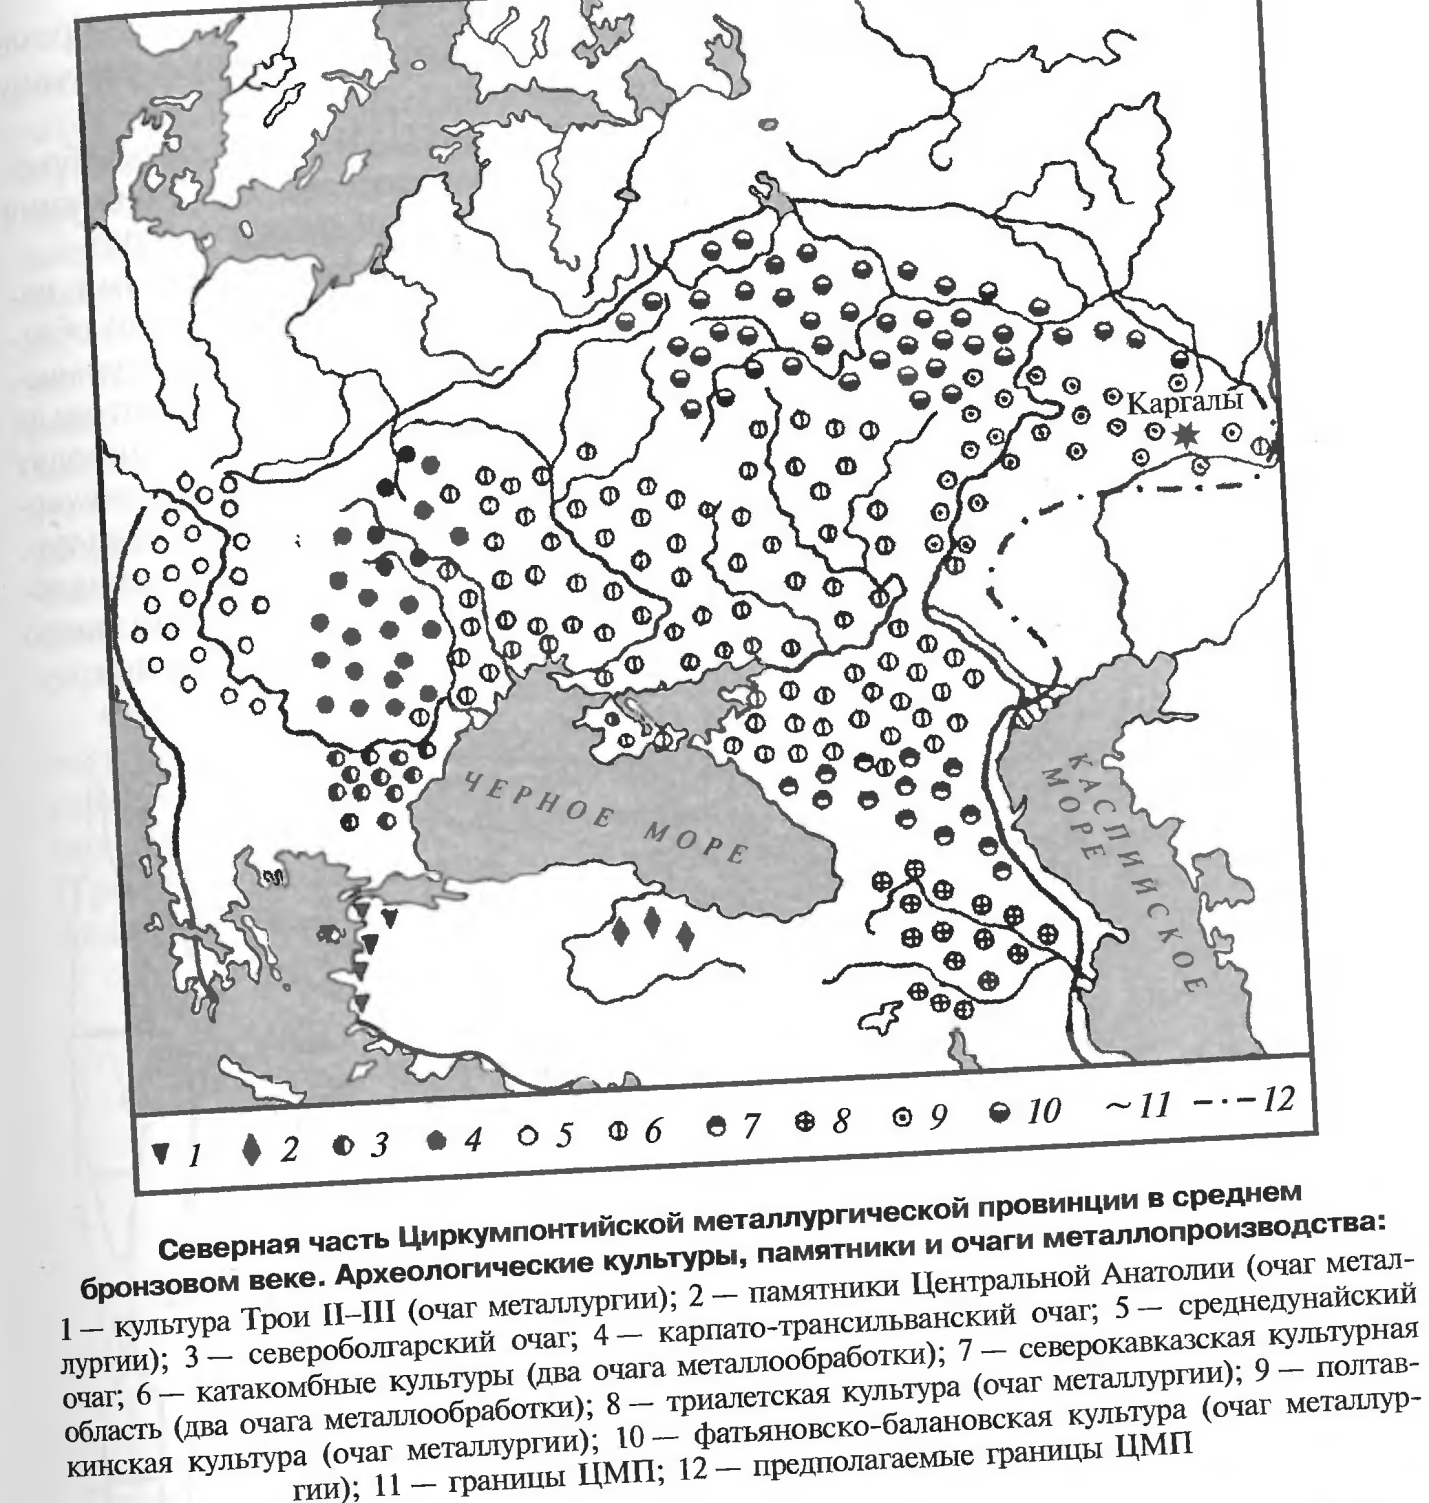 Каргалы
ЧЕРНОЕ МОРЕ
КАСПИЙСКОЕ
МОРЕ
1 2 3 4 5 6 7 8 9 10 ~ 11 –·– 12
Северная часть Циркумпонтийской металлургической провинции в среднем
бронзовом веке. Археологические культуры, памятники и очаги металлопроизводства:
1 — культура Трои II–III (очаг металлургии); 2 — памятники Центральной Анатолии (очаг метал-
лургии); 3 — североболгарский очаг; 4 — карпато-трансильванский очаг; 5 — среднедунайский
очаг; 6 — катакомбные культуры (два очага металлообработки); 7 — северокавказская культурная
область (два очага металлообработки); 8 — триалетская культура (очаг металлургии); 9 — полтав-
кинская культура (очаг металлургии); 10 — фатьяновско-балановская культура (очаг металлур-
гии); 11 — границы ЦМП; 12 — предполагаемые границы ЦМП